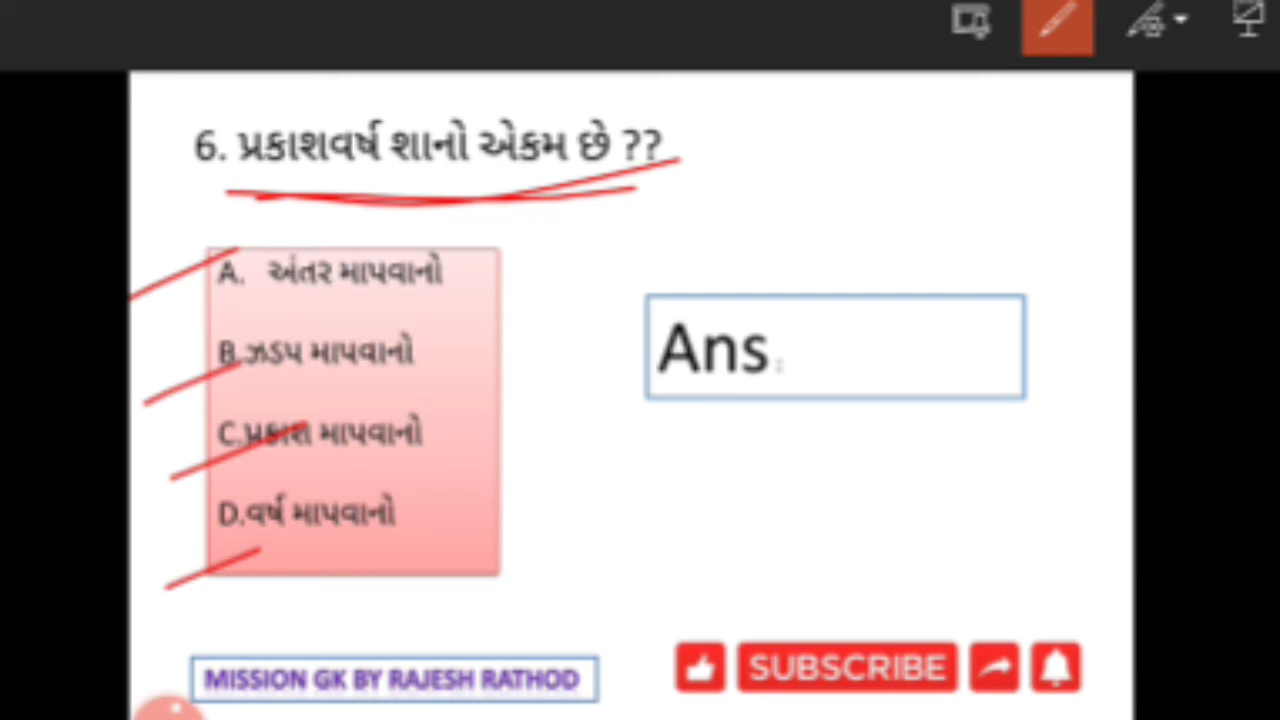 6. પ્રકાશવર્ષ શાનો એકમ છે ??
A. અંતર માપવાનો
B.ઝડપ માપવાનો
C.પ્રકાશ માપવાનો
D.વર્ષ માપવાનો
Ans :
MISSION GK BY RAJESH RATHOD
SUBSCRIBE